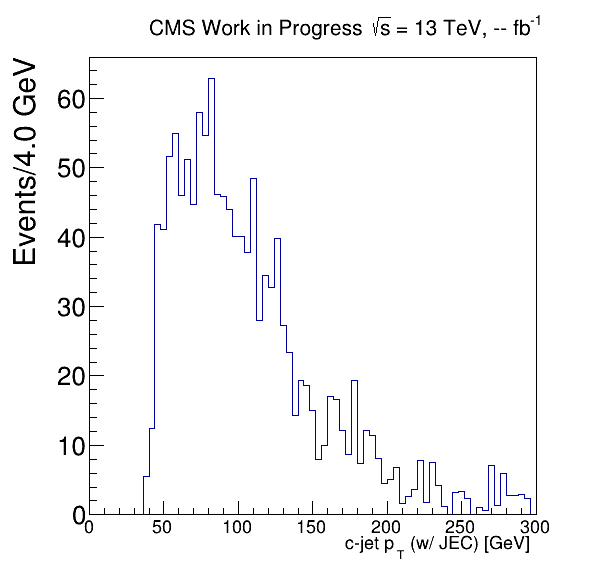 CMS Work in Progress √s = 13 TeV, -- fb-1
Events/4.0 GeV
60
50
40
30
20
10
0
0 50 100 150 200 250 300
c-jet pT (w/ JEC) [GeV]